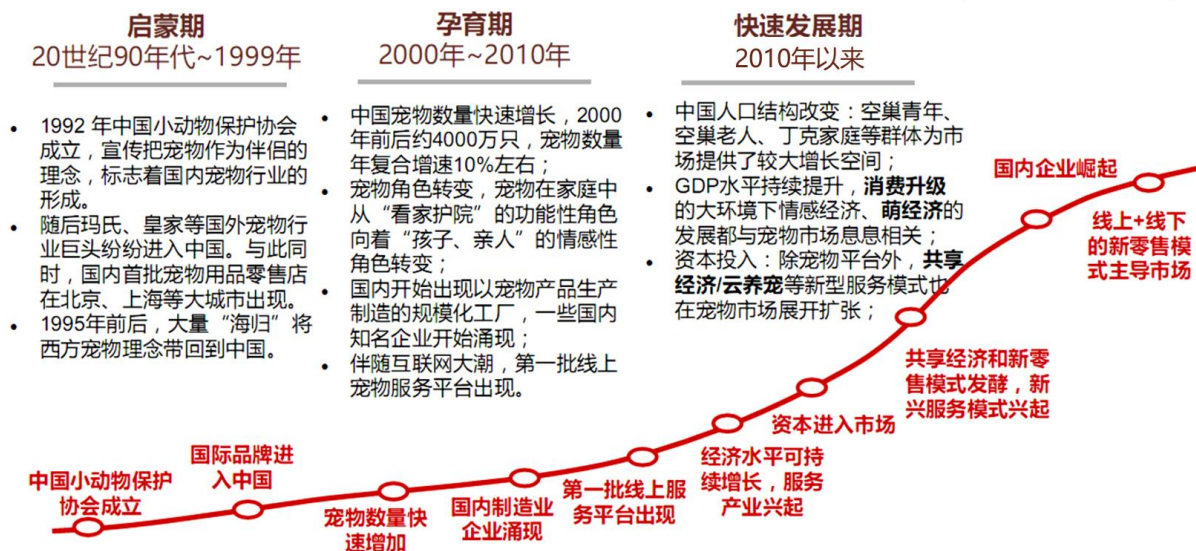 启蒙期
20世纪90年代~1999年
• 1992 年中国小动物保护协会
成立，宣传把宠物作为伴侣的
理念，标志着国内宠物行业的
形成。
• 随后玛氏、皇家等国外宠物行
业巨头纷纷进入中国。与此同
时，国内首批宠物用品零售店
在北京、上海等大城市出现。
• 1995年前后，大量“海归”将
西方宠物理念带回到中国。
孕育期
2000年~2010年
• 中国宠物数量快速增长，2000
年前后约4000万只，宠物数量
年复合增速10%左右；
• 宠物角色转变，宠物在家庭中
从“看家护院”的功能性角色
向着“孩子、亲人”的情感性
角色转变；
• 国内开始出现以宠物产品生产
制造的规模化工厂，一些国内
知名企业开始涌现；
• 伴随互联网大潮，第一批线上
宠物服务平台出现。
快速发展期
2010年以来
• 中国人口结构改变：空巢青年、
空巢老人、丁克家庭等群体为市
场提供了较大增长空间；
• GDP水平持续提升，消费升级
的大环境下情感经济、萌经济的
发展都与宠物市场息息相关；
• 资本投入：除宠物平台外，共享
经济/云养宠等新型服务模式也
在宠物市场展开扩张；
中国小动物保护
协会成立
国际品牌进
入中国
宠物数量快
速增加
国内制造业
企业涌现
第一批线上服
务平台出现
经济水平可持
续增长，服务
产业兴起
资本进入市场
共享经济和新零
售模式发酵，新
兴服务模式兴起
国内企业崛起
线上+线下
的新零售模
式主导市场